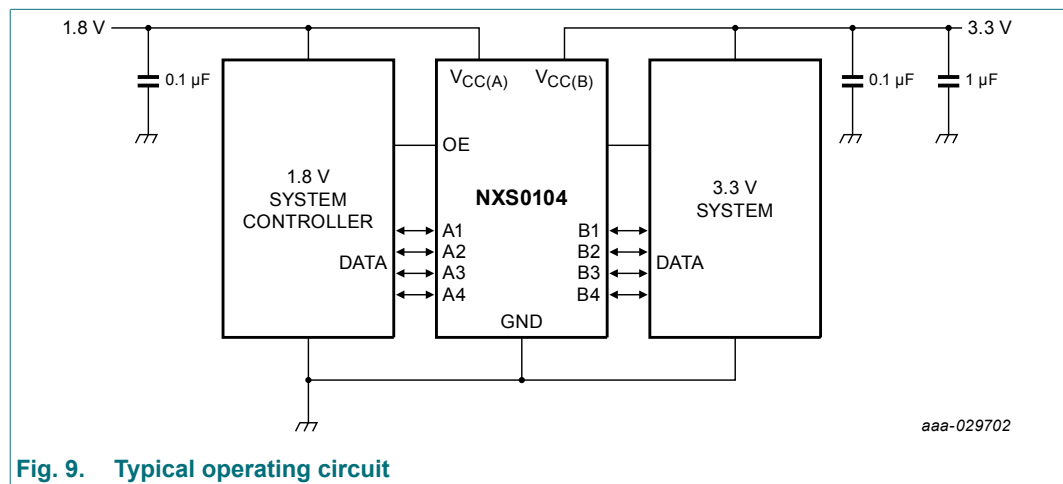 1.8 V
3.3 V
0.1 μF
VCC(A)
VCC(B)
0.1 μF
1 μF
OE
1.8 V
SYSTEM
CONTROLLER
NXS0104
3.3 V
SYSTEM
DATA
A1
A2
A3
A4
B1
B2
B3
B4
DATA
GND
aaa-029702
Fig. 9. Typical operating circuit